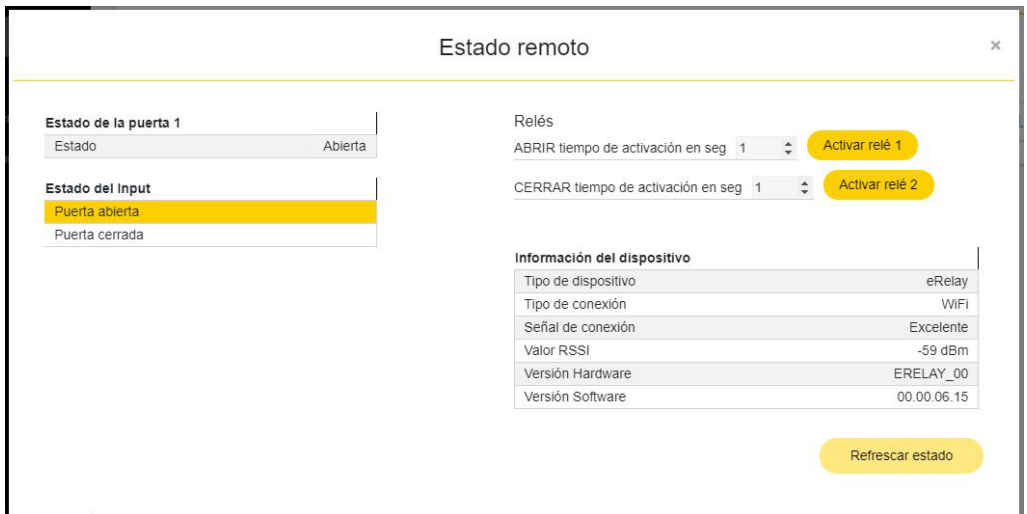 Estado remoto
×
Estado de la puerta 1
Estado Abierta
Estado del Input
Puerta abierta
Puerta cerrada
Relés
ABRIR tiempo de activación en seg 1 Activar relé 1
CERRAR tiempo de activación en seg 1 Activar relé 2
Información del dispositivo
Tipo de dispositivo eRelay
Tipo de conexión WiFi
Señal de conexión Excelente
Valor RSSI -59 dBm
Versión Hardware ERELAY_00
Versión Software 00.00.06.15
Refrescar estado